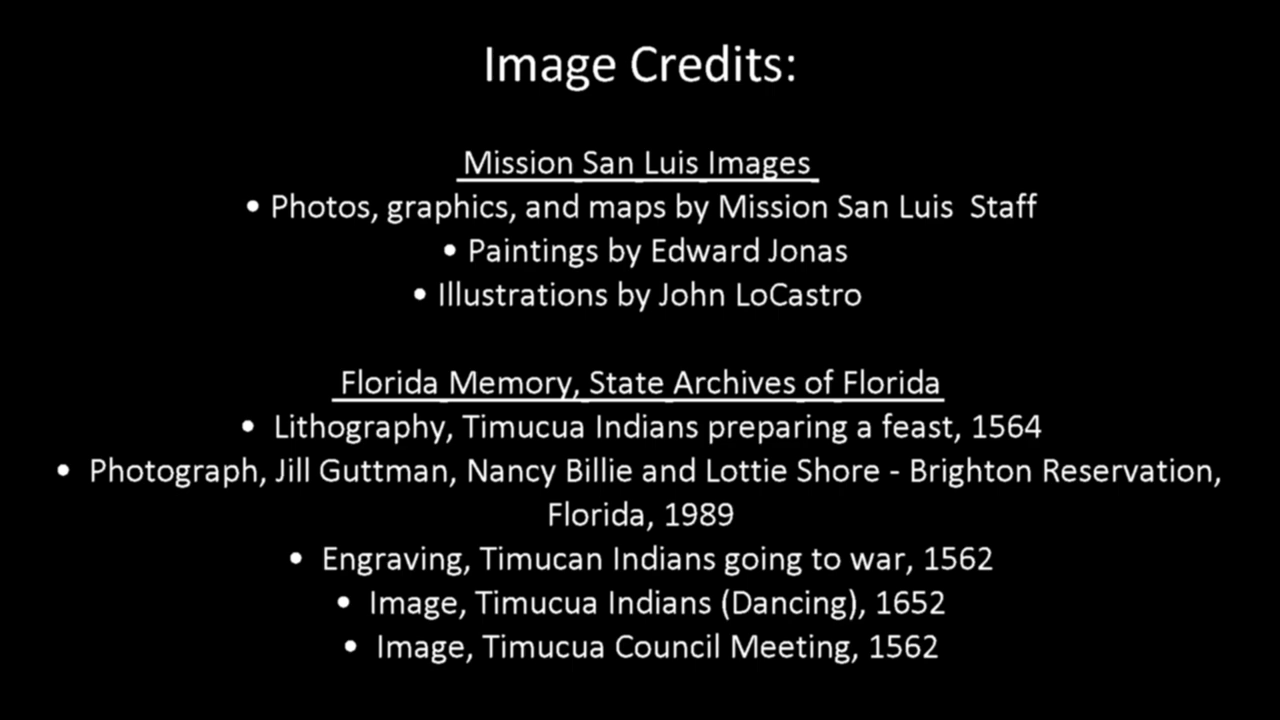 Image Credits:
Mission San Luis Images
• Photos, graphics, and maps by Mission San Luis  Staff
• Paintings by Edward Jonas
• Illustrations by John LoCastro
Florida Memory, State Archives of Florida
• Lithography, Timucua Indians preparing a feast, 1564
• Photograph, Jill Guttman, Nancy Billie and Lottie Shore - Brighton Reservation,
Florida, 1989
• Engraving, Timucan Indians going to war, 1562
• Image, Timucua Indians (Dancing), 1652
• Image, Timucua Council Meeting, 1562